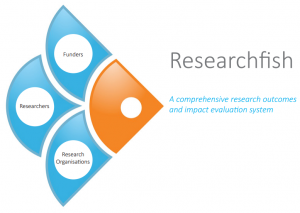 Funders
Researchers
Research
Organisations
Researchfish
A comprehensive research outcomes
and impact evaluation system